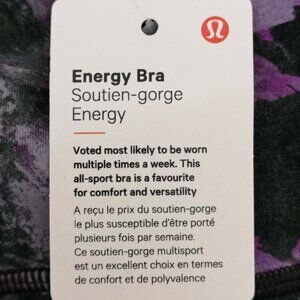 Energy Bra
Soutien-gorge
Energy
Voted most likely to be worn
multiple times a week. This
all-sport bra is a favourite
for comfort and versatility
A reçu le prix du soutien-gorge
le plus susceptible d'être porté
plusieurs fois par semaine.
Ce soutien-gorge multisport
est un excellent choix en termes
de confort et de polyvalence